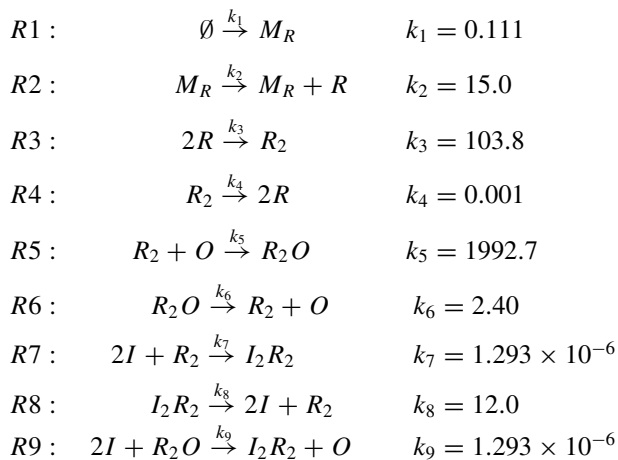 R1 : ∅ →^{k₁} M_R k₁ = 0.111
R2 : M_R →^{k₂} M_R + R k₂ = 15.0
R3 : 2R →^{k₃} R₂ k₃ = 103.8
R4 : R₂ →^{k₄} 2R k₄ = 0.001
R5 : R₂ + O →^{k₅} R₂O k₅ = 1992.7
R6 : R₂O →^{k₆} R₂ + O k₆ = 2.40
R7 : 2I + R₂ →^{k₇} I₂R₂ k₇ = 1.293 × 10⁻⁶
R8 : I₂R₂ →^{k₈} 2I + R₂ k₈ = 12.0
R9 : 2I + R₂O →^{k₉} I₂R₂ + O k₉ = 1.293 × 10⁻⁶